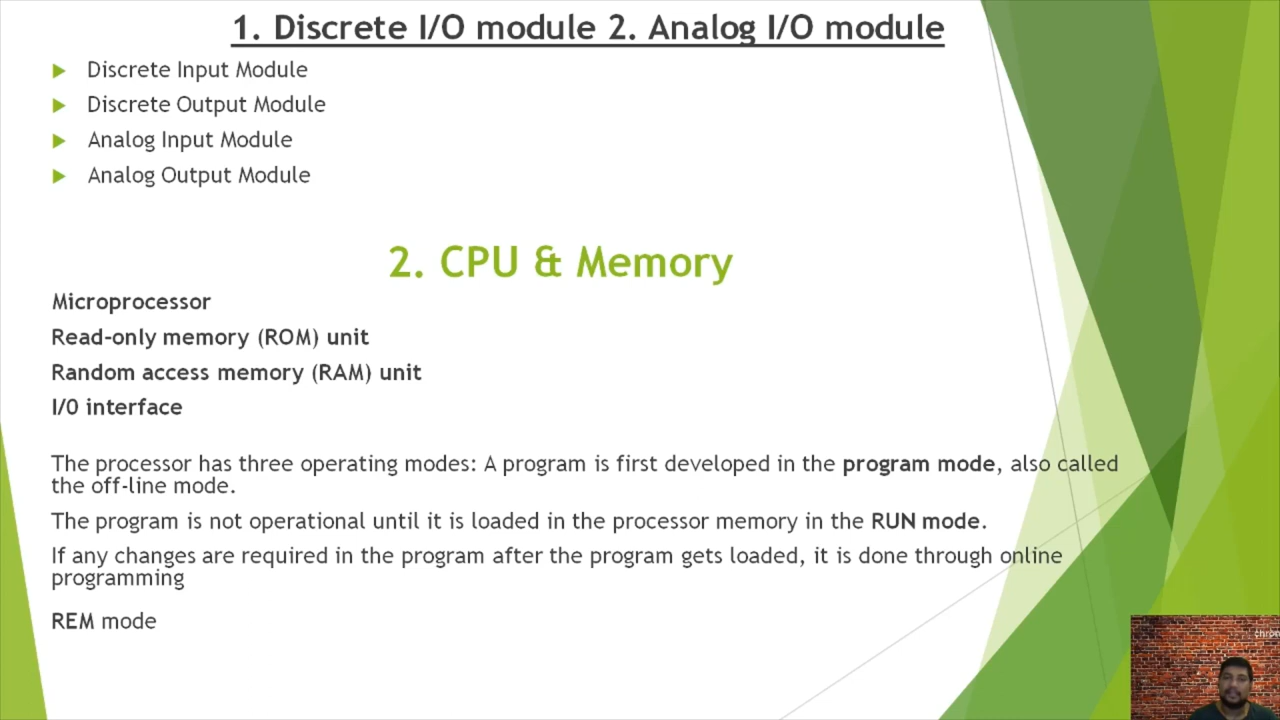 1. Discrete I/O module 2. Analog I/O module
Discrete Input Module
Discrete Output Module
Analog Input Module
Analog Output Module
2. CPU & Memory
Microprocessor
Read-only memory (ROM) unit
Random access memory (RAM) unit
I/0 interface
The processor has three operating modes: A program is first developed in the program mode, also called
the off-line mode.
The program is not operational until it is loaded in the processor memory in the RUN mode.
If any changes are required in the program after the program gets loaded, it is done through online
programming
REM mode